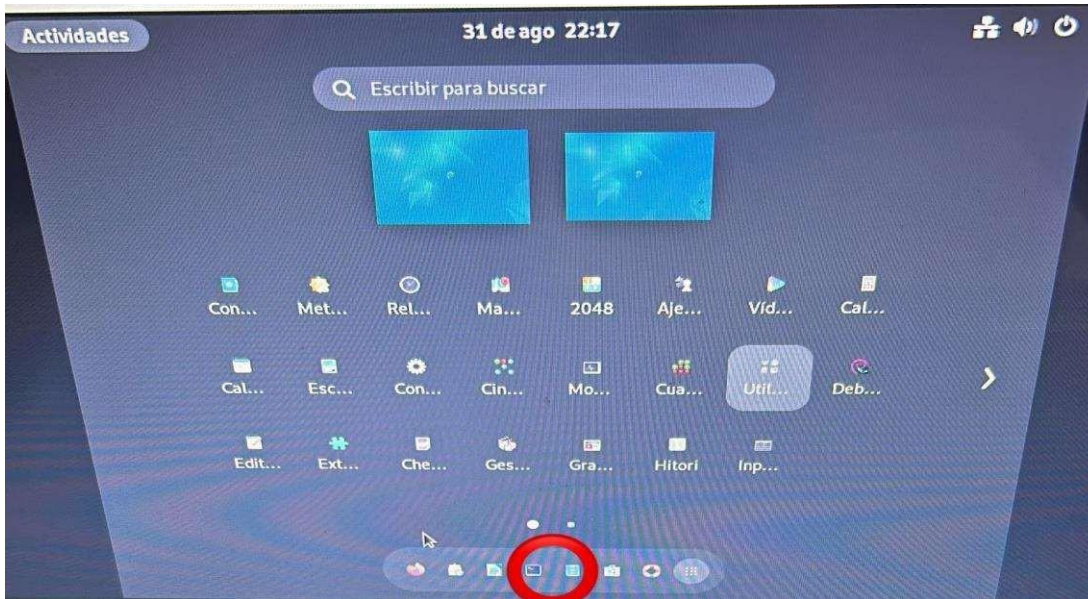 Actividades 31 de ago 22:17
Escribir para buscar
Con... Met... Rel... Ma... 2048 Aje... Víd... Cal...
Cal... Esc... Con... Cin... Mo... Cua... Util... Deb...
Edit... Ext... Che... Ges... Gra... Hitori Inp...